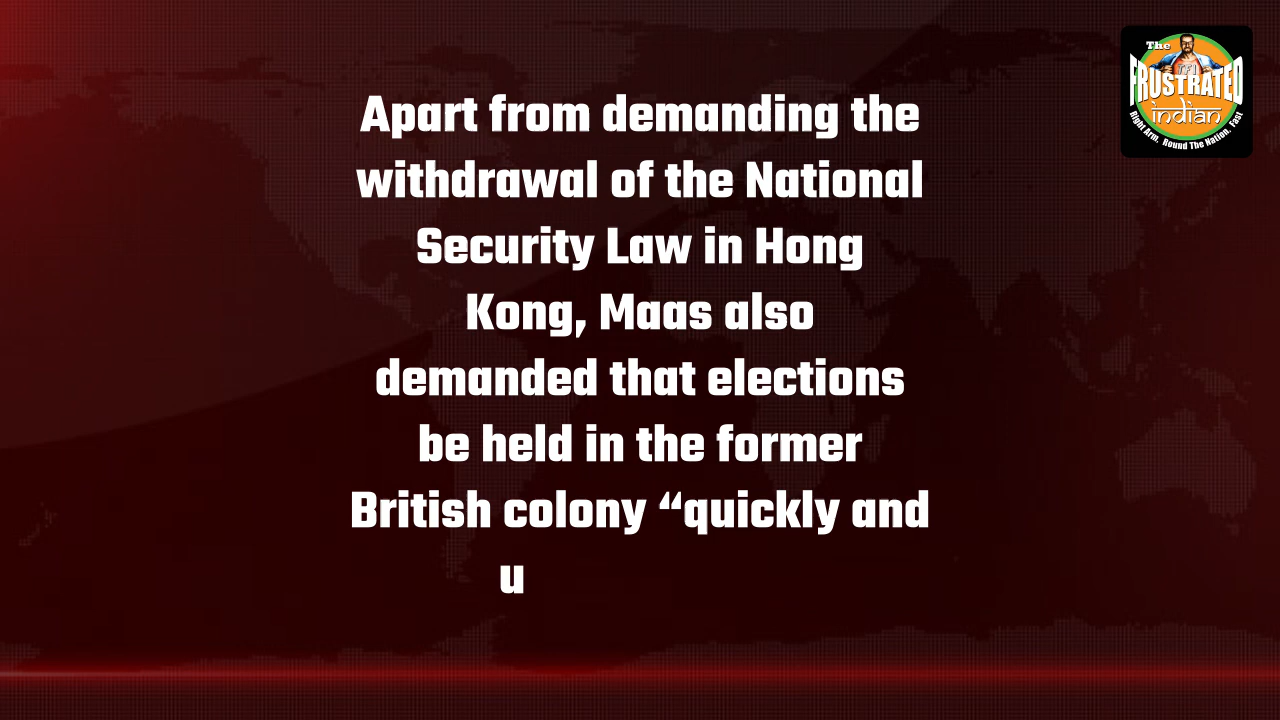 Apart from demanding the
withdrawal of the National
Security Law in Hong
Kong, Maas also
demanded that elections
be held in the former
British colony “quickly and
u
The
TFI
FRUSTRATED
indian
Right Arm. Round The Nation. Fast